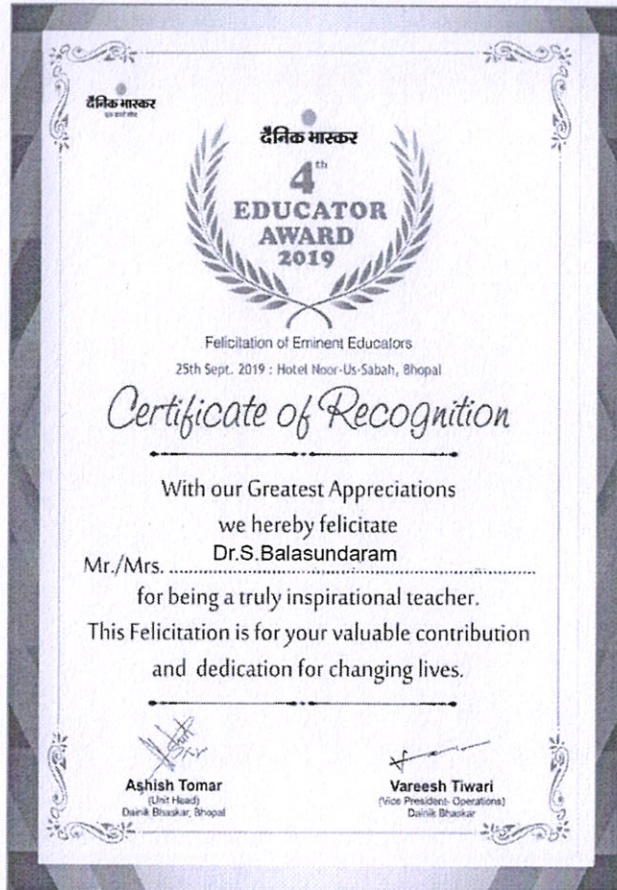 दैनिक भास्कर
दैनिक भास्कर
4th
EDUCATOR
AWARD
2019
Felicitation of Eminent Educators
25th Sept. 2019 : Hotel Noor-Us-Sabah, Bhopal
Certificate of Recognition
With our Greatest Appreciations
we hereby felicitate
Mr./Mrs. Dr.S.Balasundaram
for being a truly inspirational teacher.
This Felicitation is for your valuable contribution
and dedication for changing lives.
Ashish Tomar
(Unit Head)
Dainik Bhaskar, Bhopal
Vareesh Tiwari
(Vice President- Operations)
Dainik Bhaskar